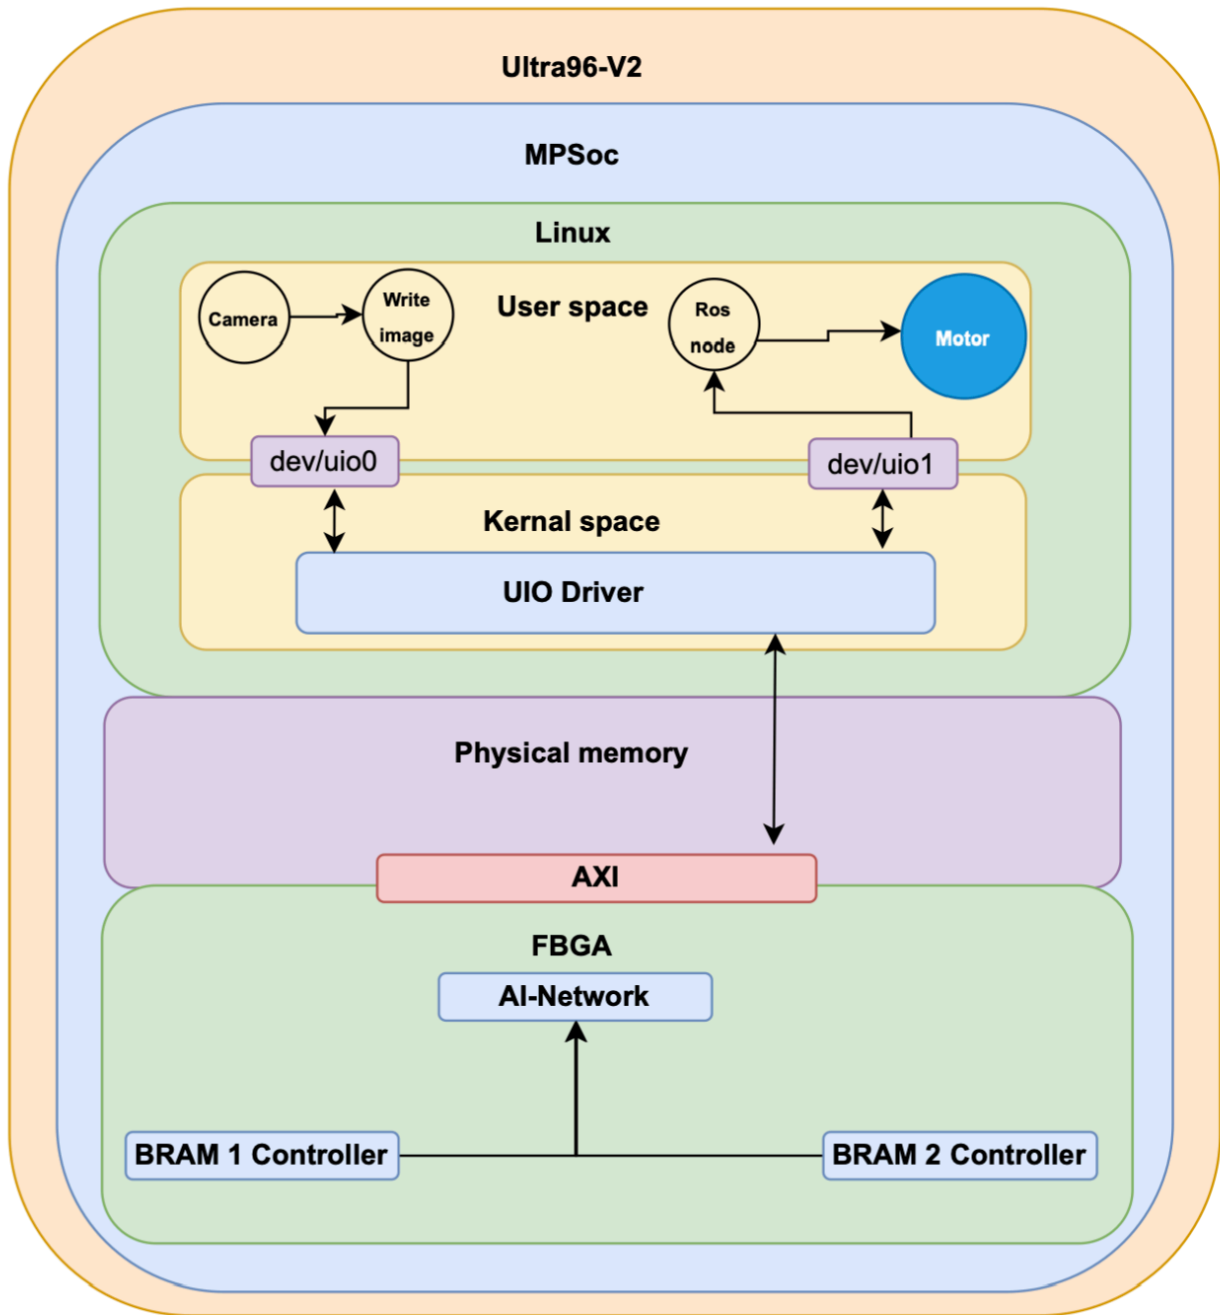 Ultra96-V2
MPSoc
Linux
User space
Camera
Write
image
Ros
node
Motor
dev/uio0
dev/uio1
Kernal space
UIO Driver
Physical memory
AXI
FBGA
AI-Network
BRAM 1 Controller
BRAM 2 Controller